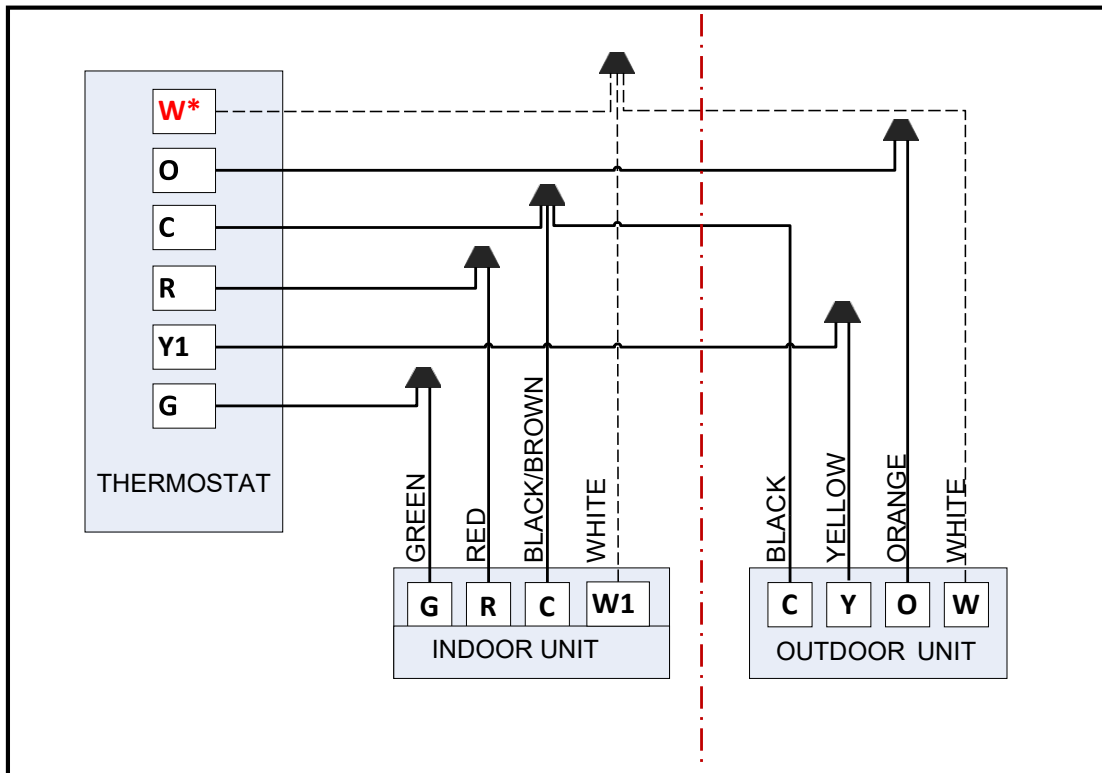 W*
O
C
R
Y1
G
THERMOSTAT
GREEN
RED
BLACK/BROWN
WHITE
BLACK
YELLOW
ORANGE
WHITE
G R C W1
INDOOR UNIT
C Y O W
OUTDOOR UNIT